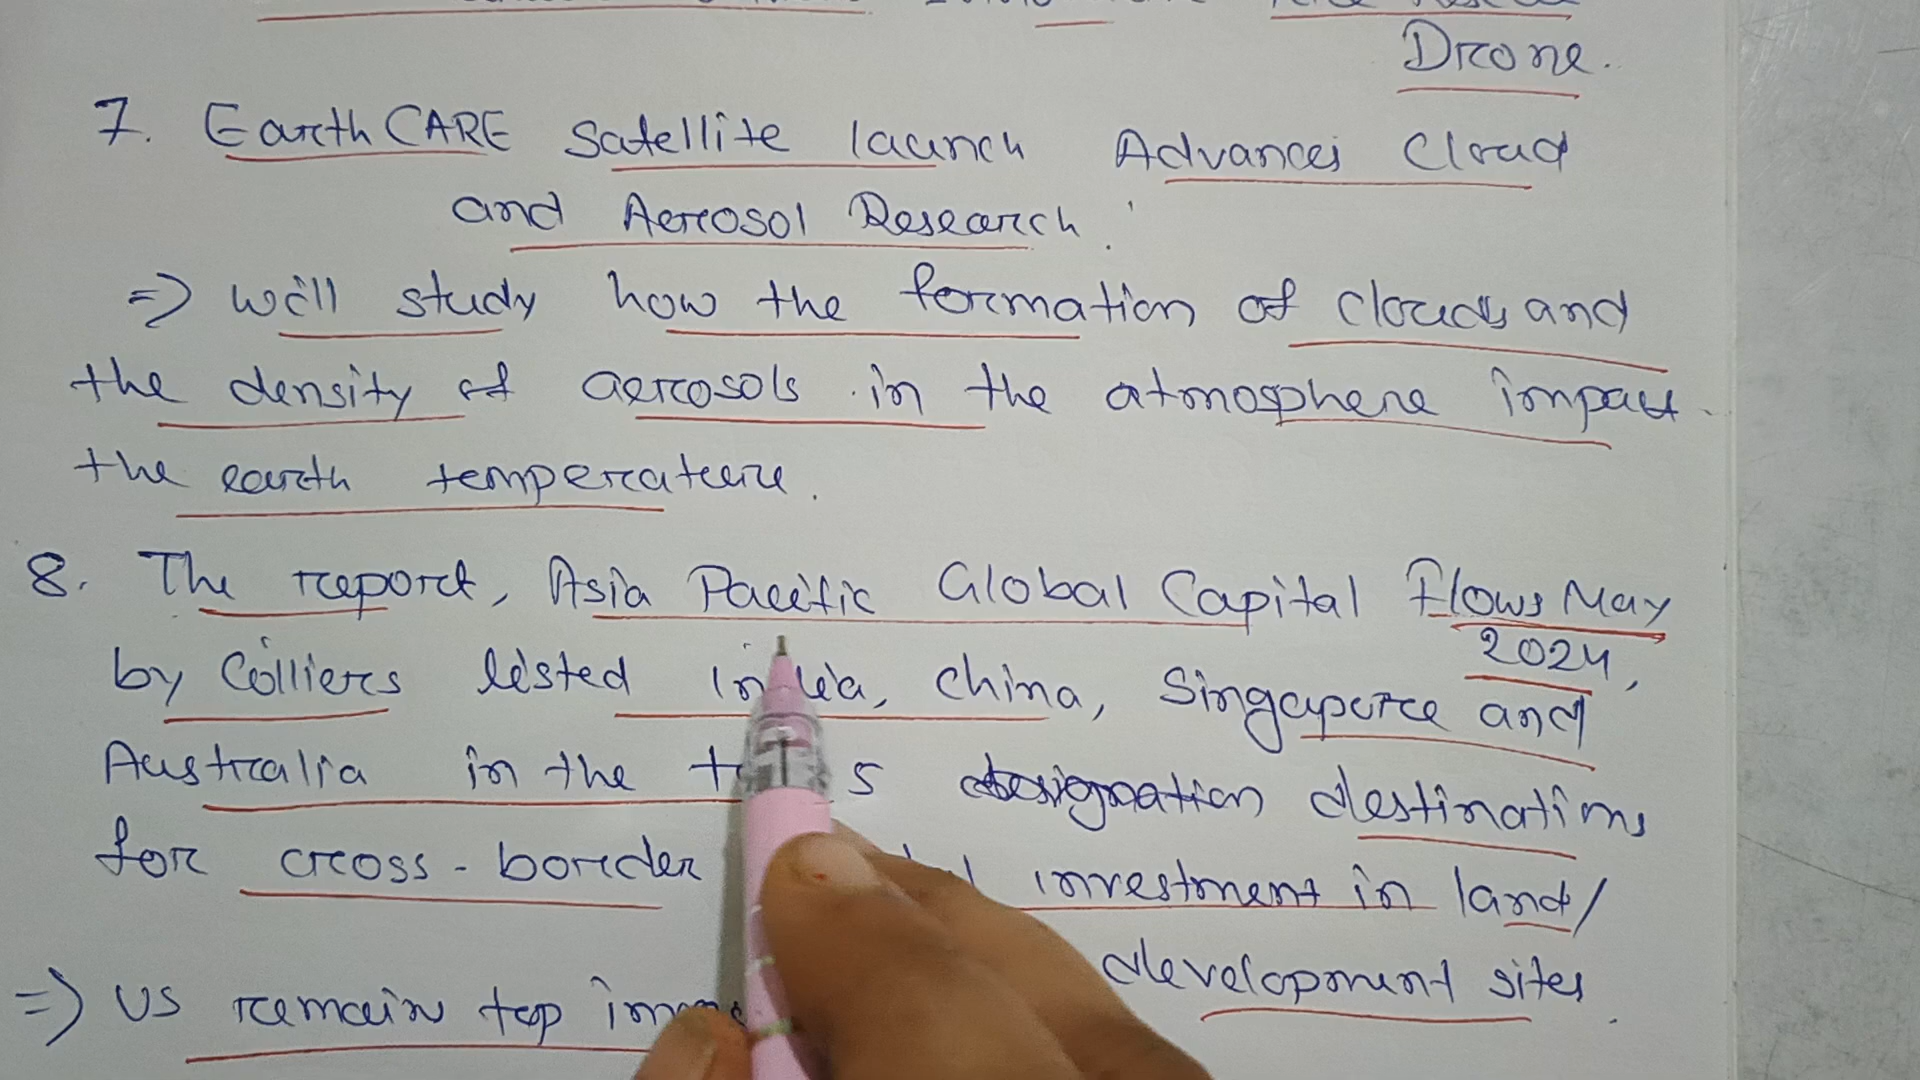 Drone.
7. EarthCARE satellite launch Advances Cloud
and Aerosol Research:
=> will study how the formation of clouds and
the density of aerosols in the atmosphere impact
the earth temperature.
8. The report, Asia Pacific Global Capital Flows May
2024,
by Colliers listed india, china, Singapore and
Australia in the 5 designation destinations
for cross-border investment in land/
development sites.
=> US remain top